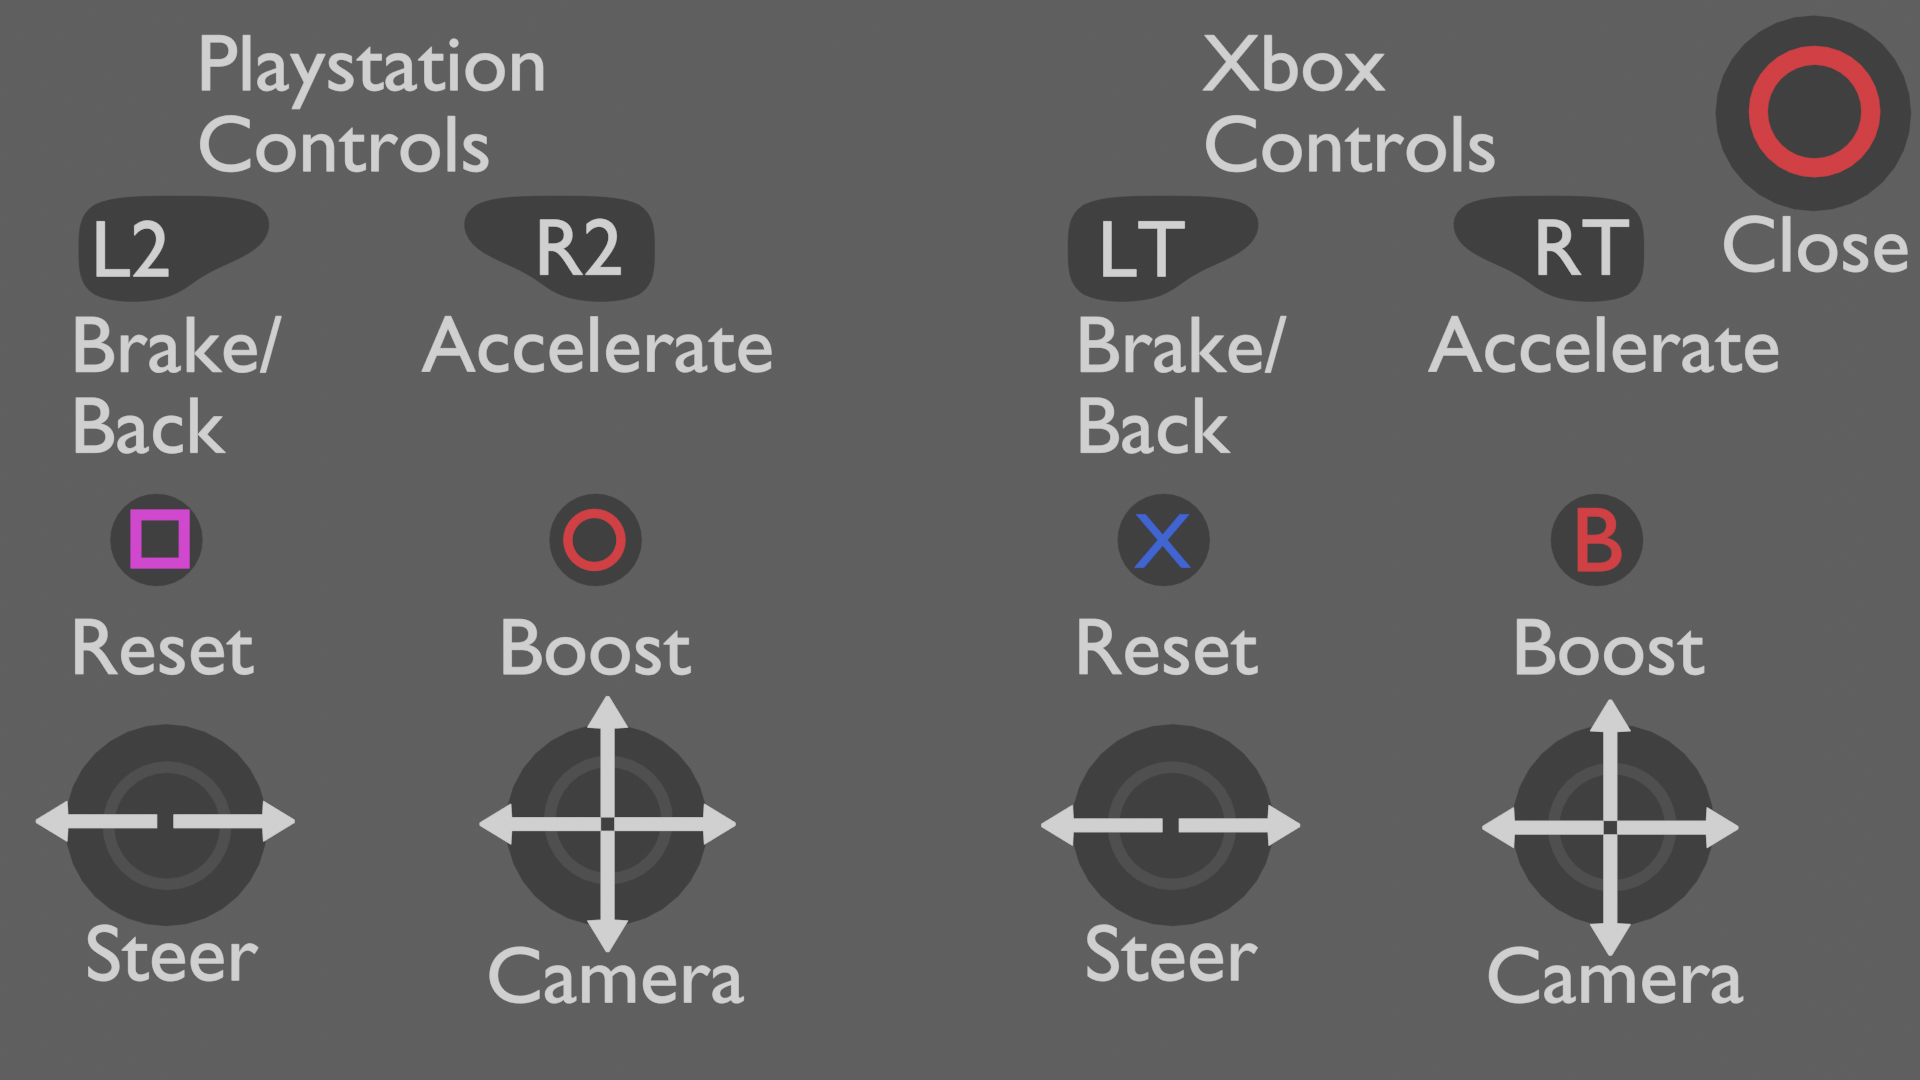 Playstation
Controls
L2
R2
Brake/
Back
Accelerate
Reset
Boost
Steer
Camera
Xbox
Controls
LT
RT
Brake/
Back
Accelerate
X
B
Reset
Boost
Steer
Camera
Close